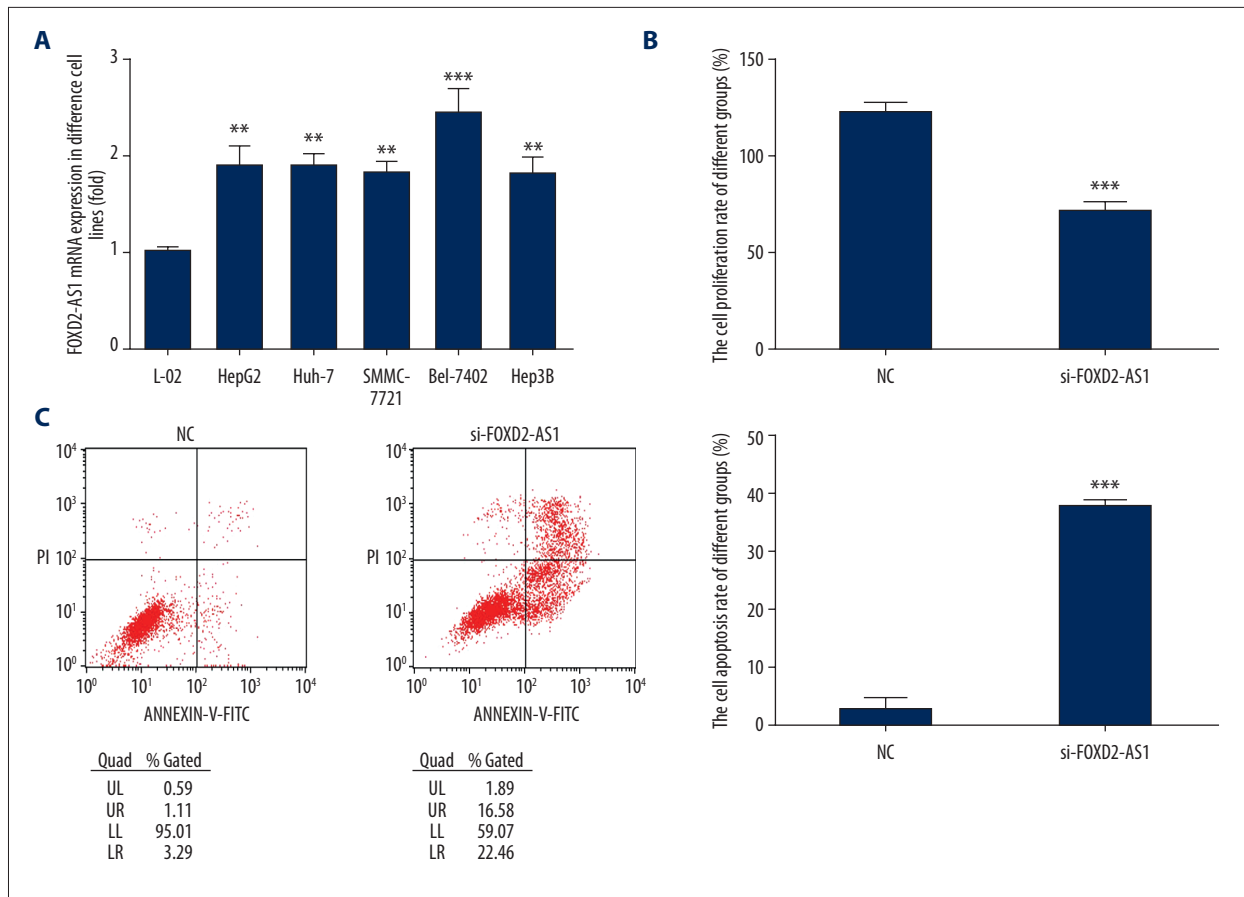 A
FOXD2-AS1 mRNA expression in difference cell
lines (fold)
3
2
1
0
**
**
**
***
**
L-02
HepG2
Huh-7
SMMC-
7721
Bel-7402
Hep3B
B
The cell proliferation rate of different groups (%)
150
100
50
0
***
NC
si-FOXD2-AS1
C
NC
PI
10⁴
10³
10²
10¹
10⁰
10⁰ 10¹ 10² 10³ 10⁴
ANNEXIN-V-FITC
Quad % Gated
UL 0.59
UR 1.11
LL 95.01
LR 3.29
si-FOXD2-AS1
PI
10⁴
10³
10²
10¹
10⁰
10⁰ 10¹ 10² 10³ 10⁴
ANNEXIN-V-FITC
Quad % Gated
UL 1.89
UR 16.58
LL 59.07
LR 22.46
The cell apoptosis rate of different groups (%)
50
40
30
20
10
0
***
NC
si-FOXD2-AS1